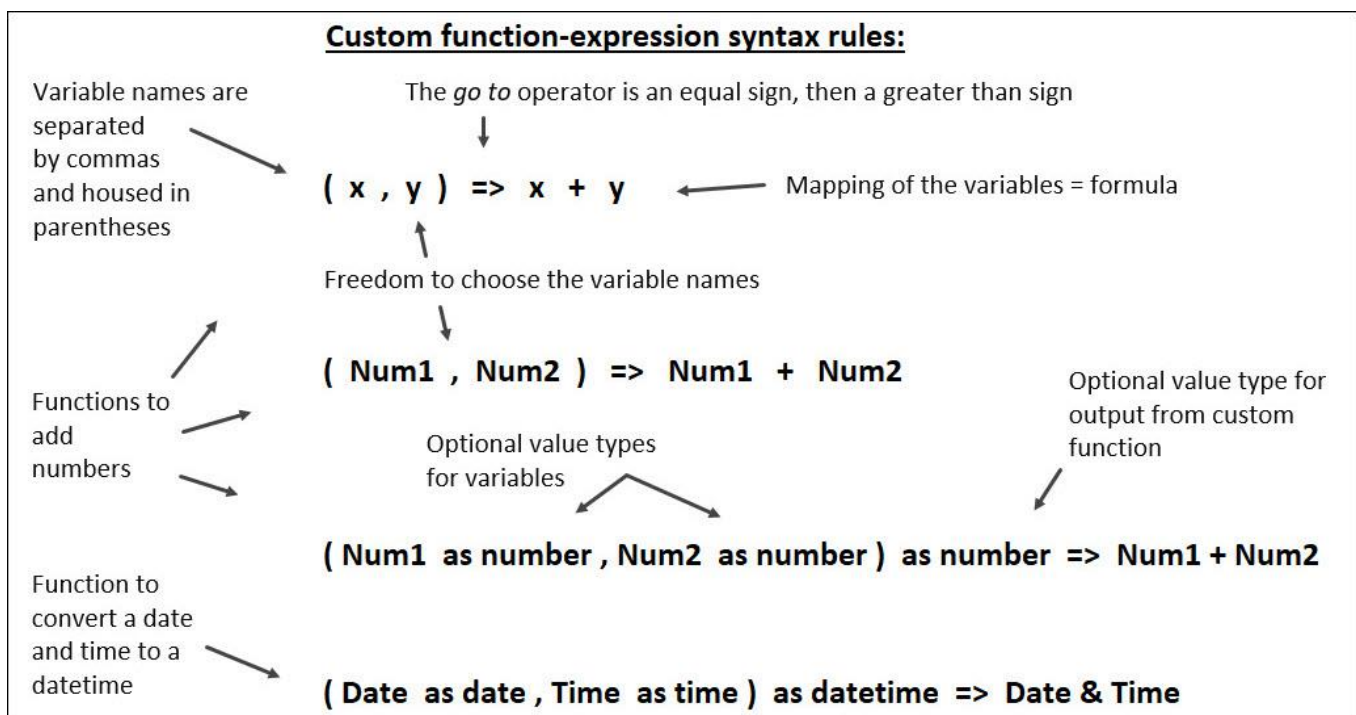 Custom function-expression syntax rules:
Variable names are
separated
by commas
and housed in
parentheses
The go to operator is an equal sign, then a greater than sign
( x , y ) => x + y
Mapping of the variables = formula
Freedom to choose the variable names
( Num1 , Num2 ) => Num1 + Num2
Functions to
add
numbers
Optional value types
for variables
Optional value type for
output from custom
function
( Num1 as number , Num2 as number ) as number => Num1 + Num2
Function to
convert a date
and time to a
datetime
( Date as date , Time as time ) as datetime => Date & Time